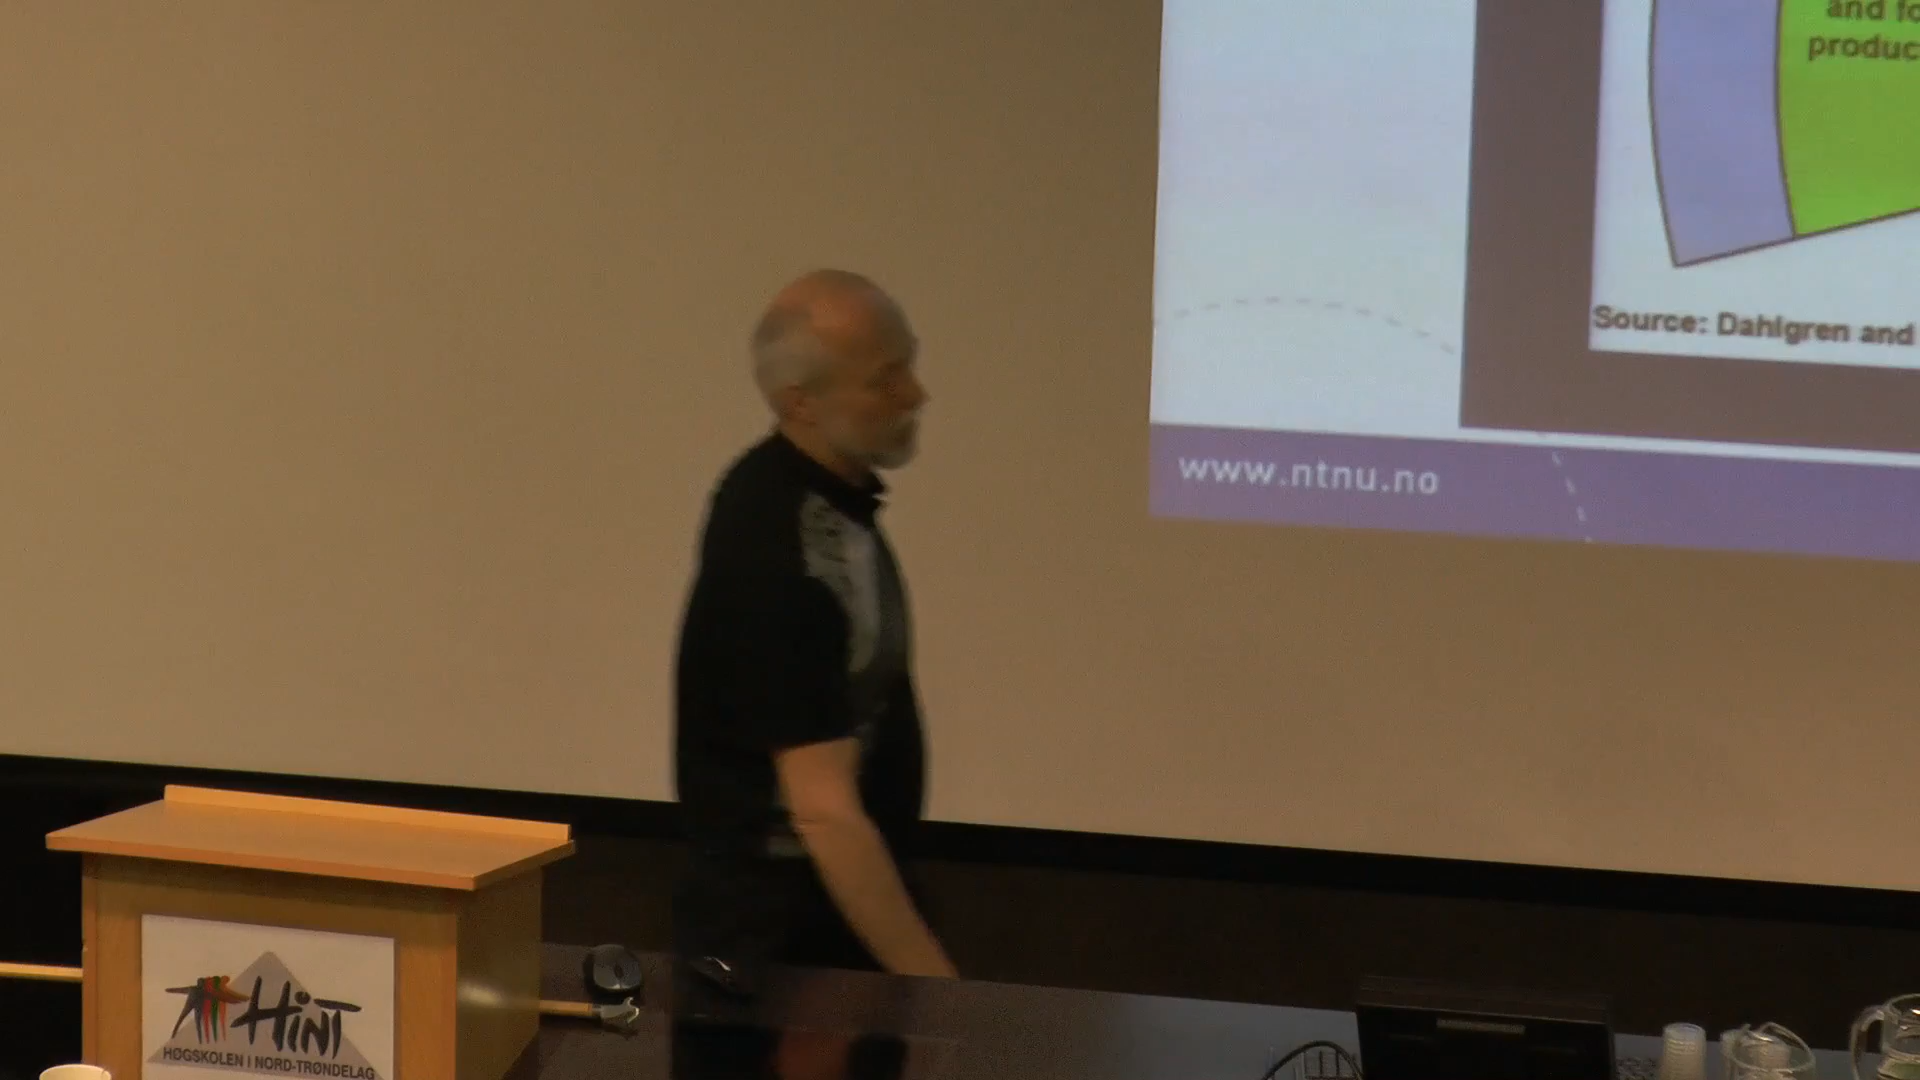 and fo
produc
Source: Dahlgren and
www.ntnu.no
HiNT
HØGSKOLEN I NORD-TRØNDELAG